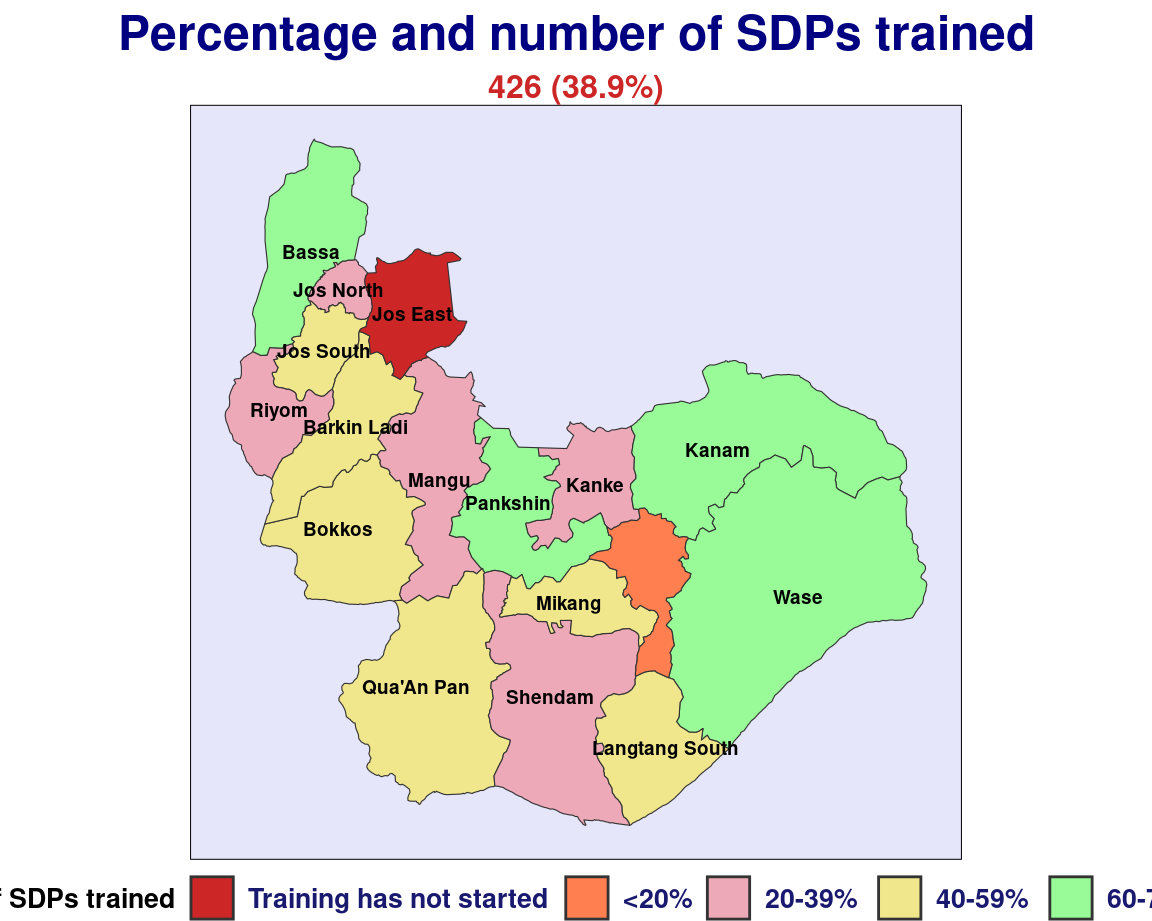 Percentage and number of SDPs trained
426 (38.9%)
Bassa
Jos North
Jos East
Jos South
Riyom
Barkin Ladi
Kanam
Mangu
Kanke
Pankshin
Bokkos
Wase
Mikang
Qua'An Pan
Shendam
Langtang South
SDPs trained Training has not started <20% 20-39% 40-59% 60-